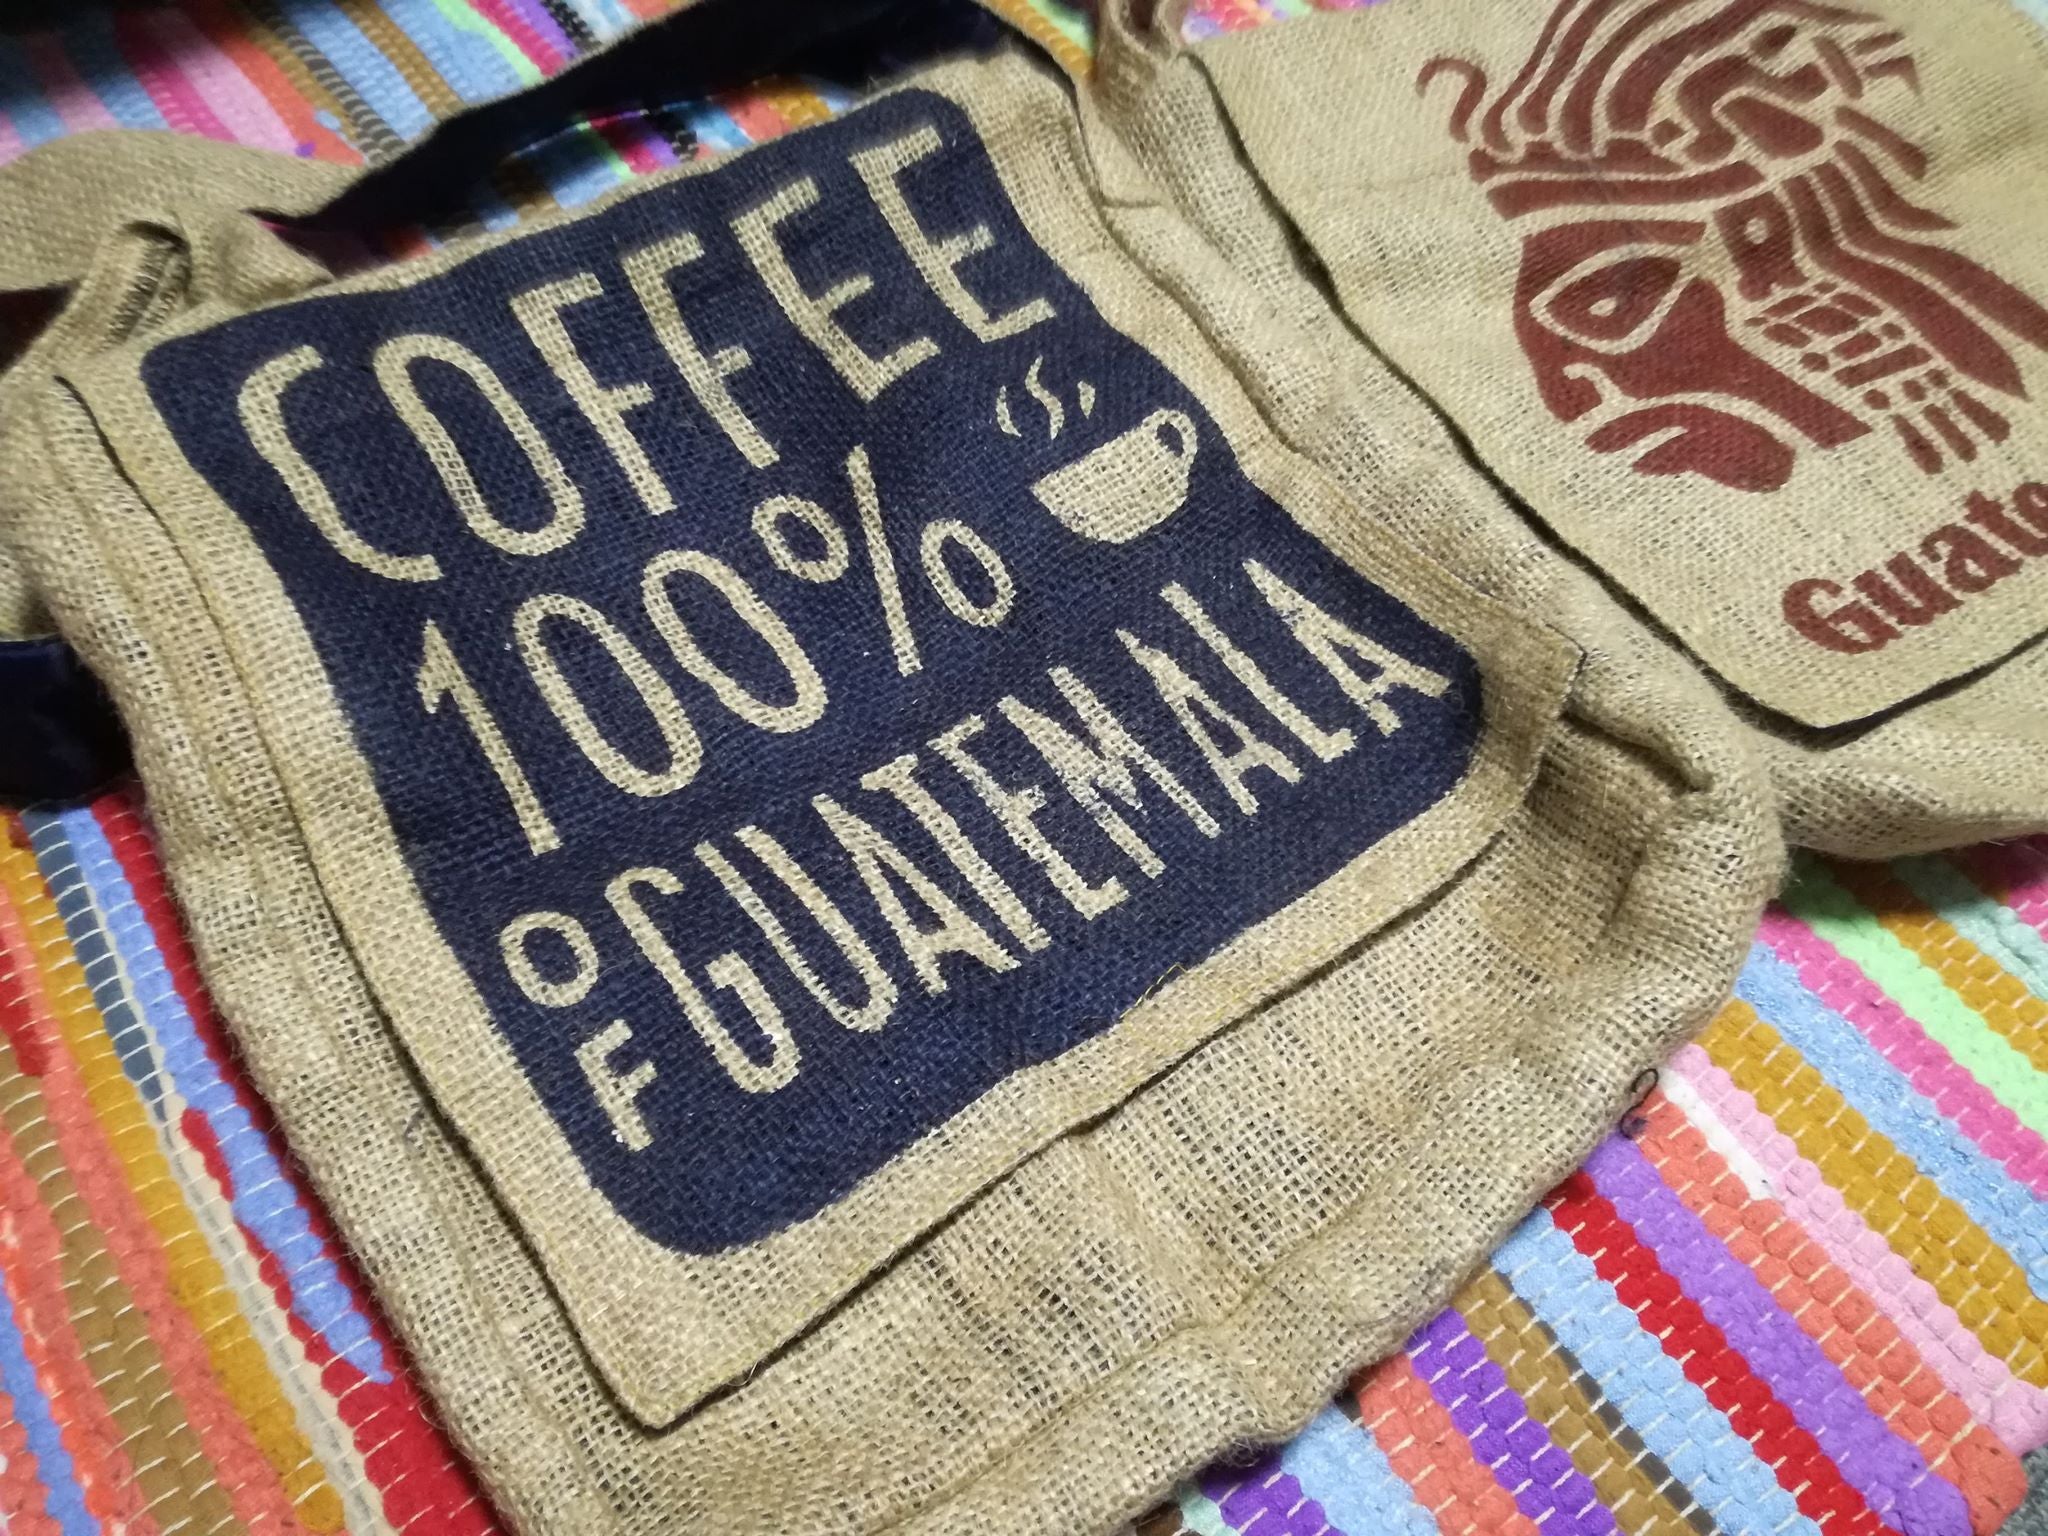 COFFEE
100%
OF GUATEMALA
Guate